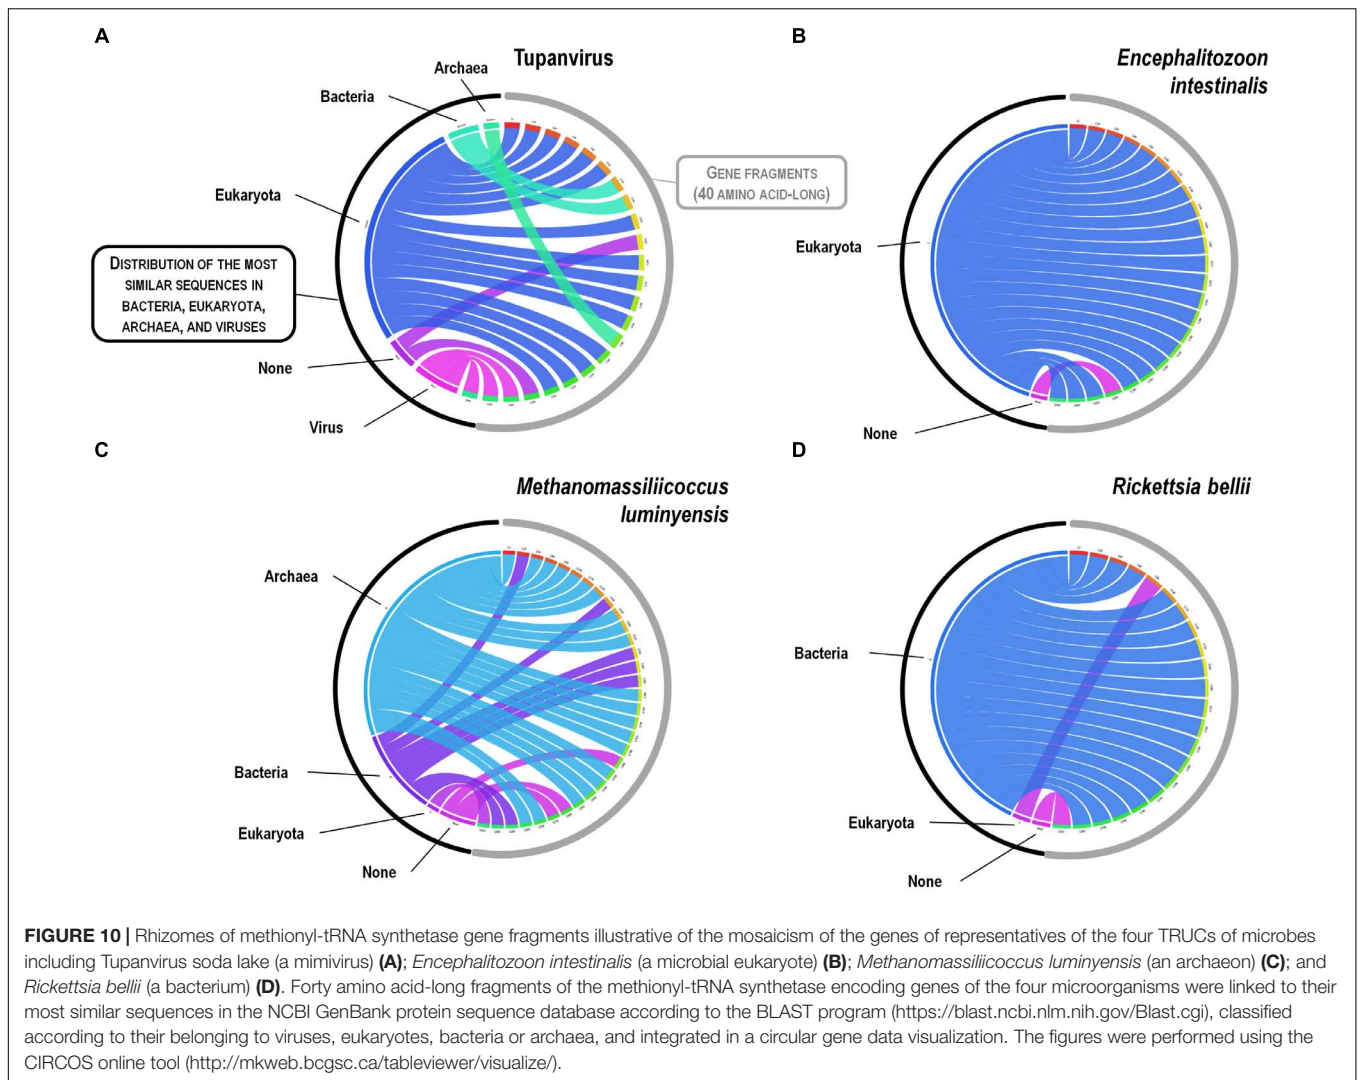 A
Tupanvirus
Archaea
Bacteria
Eukaryota
GENE FRAGMENTS
(40 AMINO ACID-LONG)
DISTRIBUTION OF THE MOST
SIMILAR SEQUENCES IN
BACTERIA, EUKARYOTA,
ARCHAEA, AND VIRUSES
None
Virus
B
Encephalitozoon
intestinalis
Eukaryota
None
C
Methanomassiliicoccus
luminyensis
Archaea
Bacteria
Eukaryota
None
D
Rickettsia bellii
Bacteria
Eukaryota
None
FIGURE 10 | Rhizomes of methionyl-tRNA synthetase gene fragments illustrative of the mosaicism of the genes of representatives of the four TRUCs of microbes
including Tupanvirus soda lake (a mimivirus) (A); Encephalitozoon intestinalis (a microbial eukaryote) (B); Methanomassiliicoccus luminyensis (an archaeon) (C); and
Rickettsia bellii (a bacterium) (D). Forty amino acid-long fragments of the methionyl-tRNA synthetase encoding genes of the four microorganisms were linked to their
most similar sequences in the NCBI GenBank protein sequence database according to the BLAST program (https://blast.ncbi.nlm.nih.gov/Blast.cgi), classified
according to their belonging to viruses, eukaryotes, bacteria or archaea, and integrated in a circular gene data visualization. The figures were performed using the
CIRCOS online tool (http://mkweb.bcgsc.ca/tableviewer/visualize/).